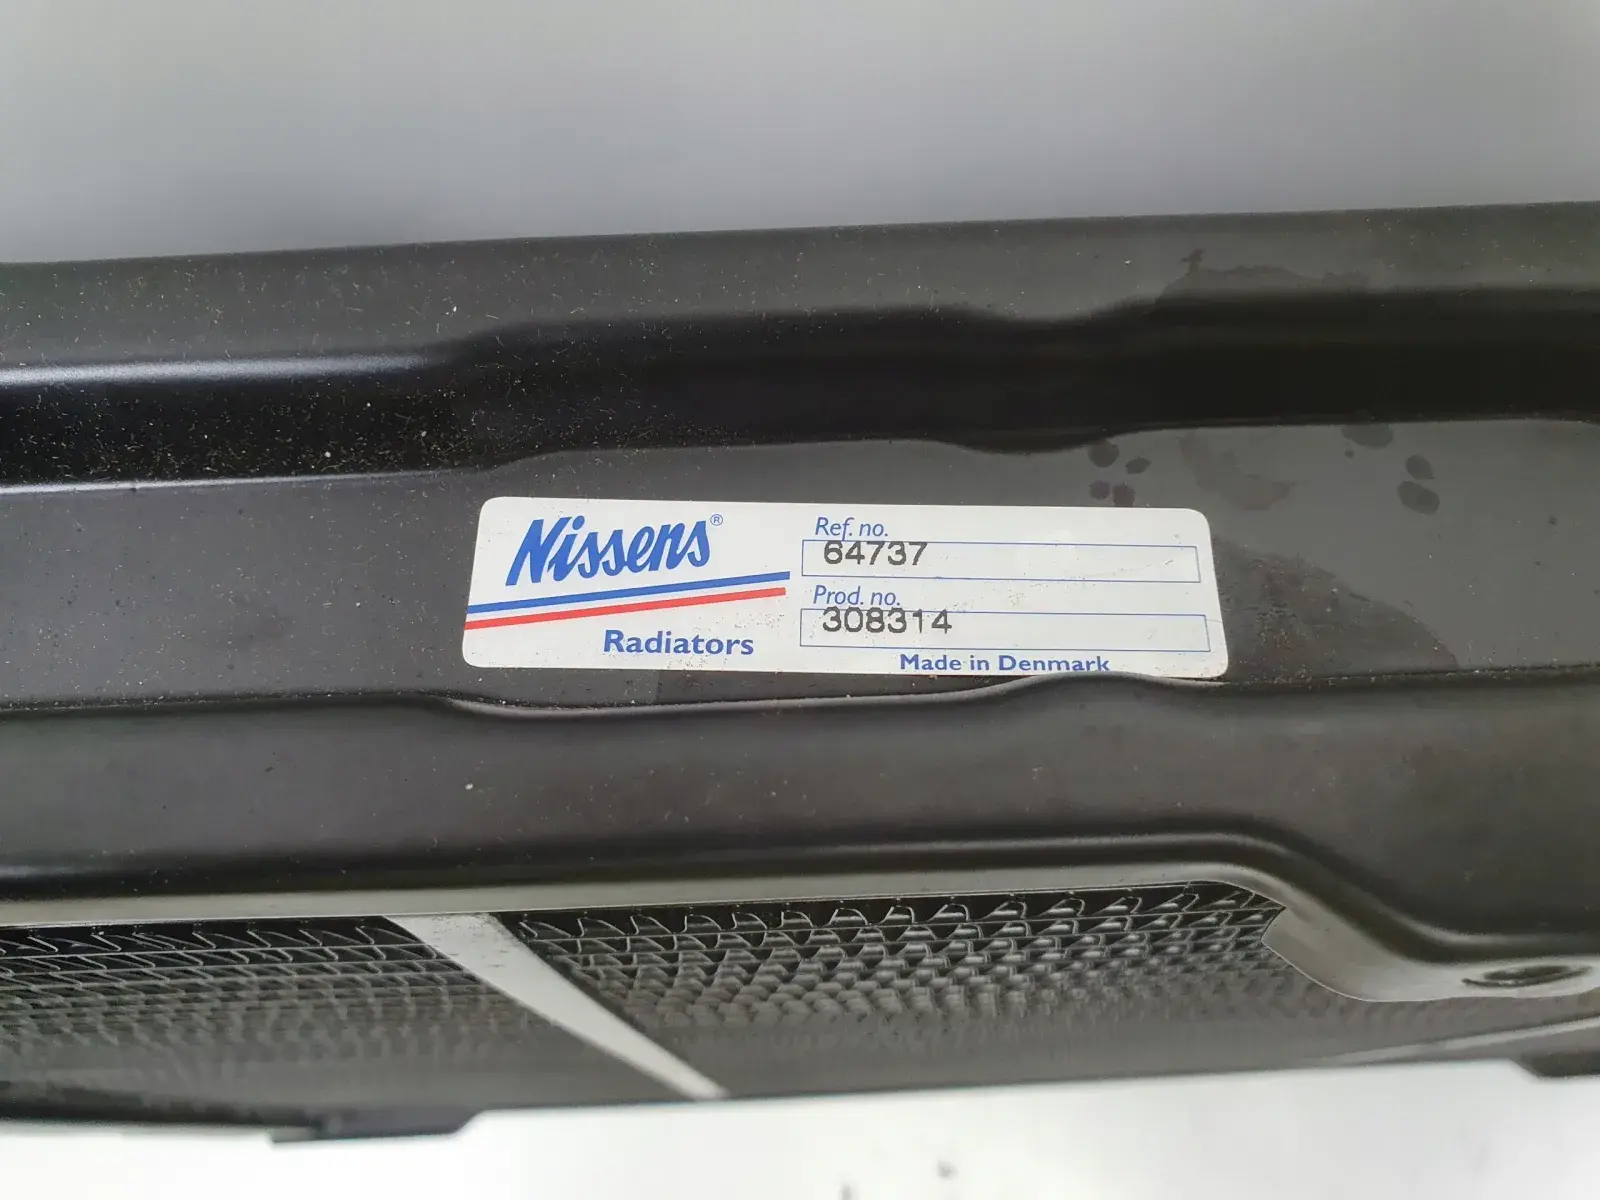 Nissens®
Radiators
Ref. no.
64737
Prod. no.
308314
Made in Denmark